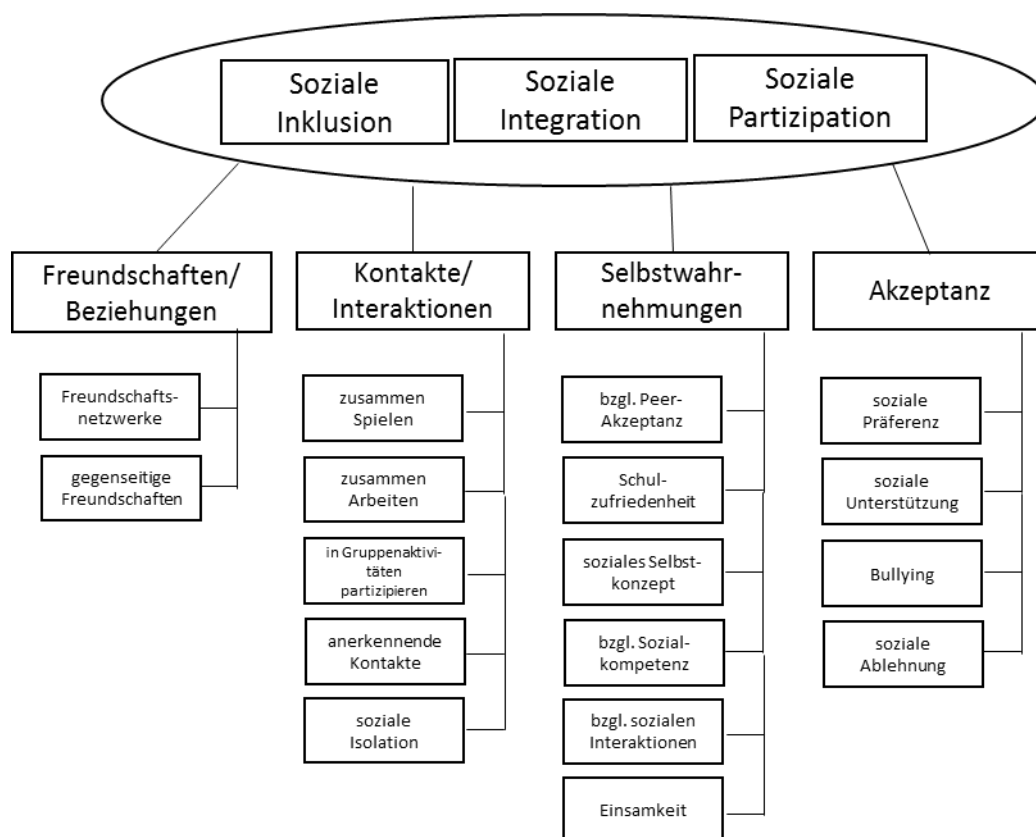 Soziale
Inklusion
Soziale
Integration
Soziale
Partizipation
Freundschaften/
Beziehungen
Freundschafts-
netzwerke
gegenseitige
Freundschaften
Kontakte/
Interaktionen
zusammen
Spielen
zusammen
Arbeiten
in Gruppenaktivi-
täten
partizipieren
anerkennende
Kontakte
soziale
Isolation
Selbstwahr-
nehmungen
bzgl. Peer-
Akzeptanz
Schul-
zufriedenheit
soziales Selbst-
konzept
bzgl. Sozial-
kompetenz
bzgl. sozialen
Interaktionen
Einsamkeit
Akzeptanz
soziale
Präferenz
soziale
Unterstützung
Bullying
soziale
Ablehnung